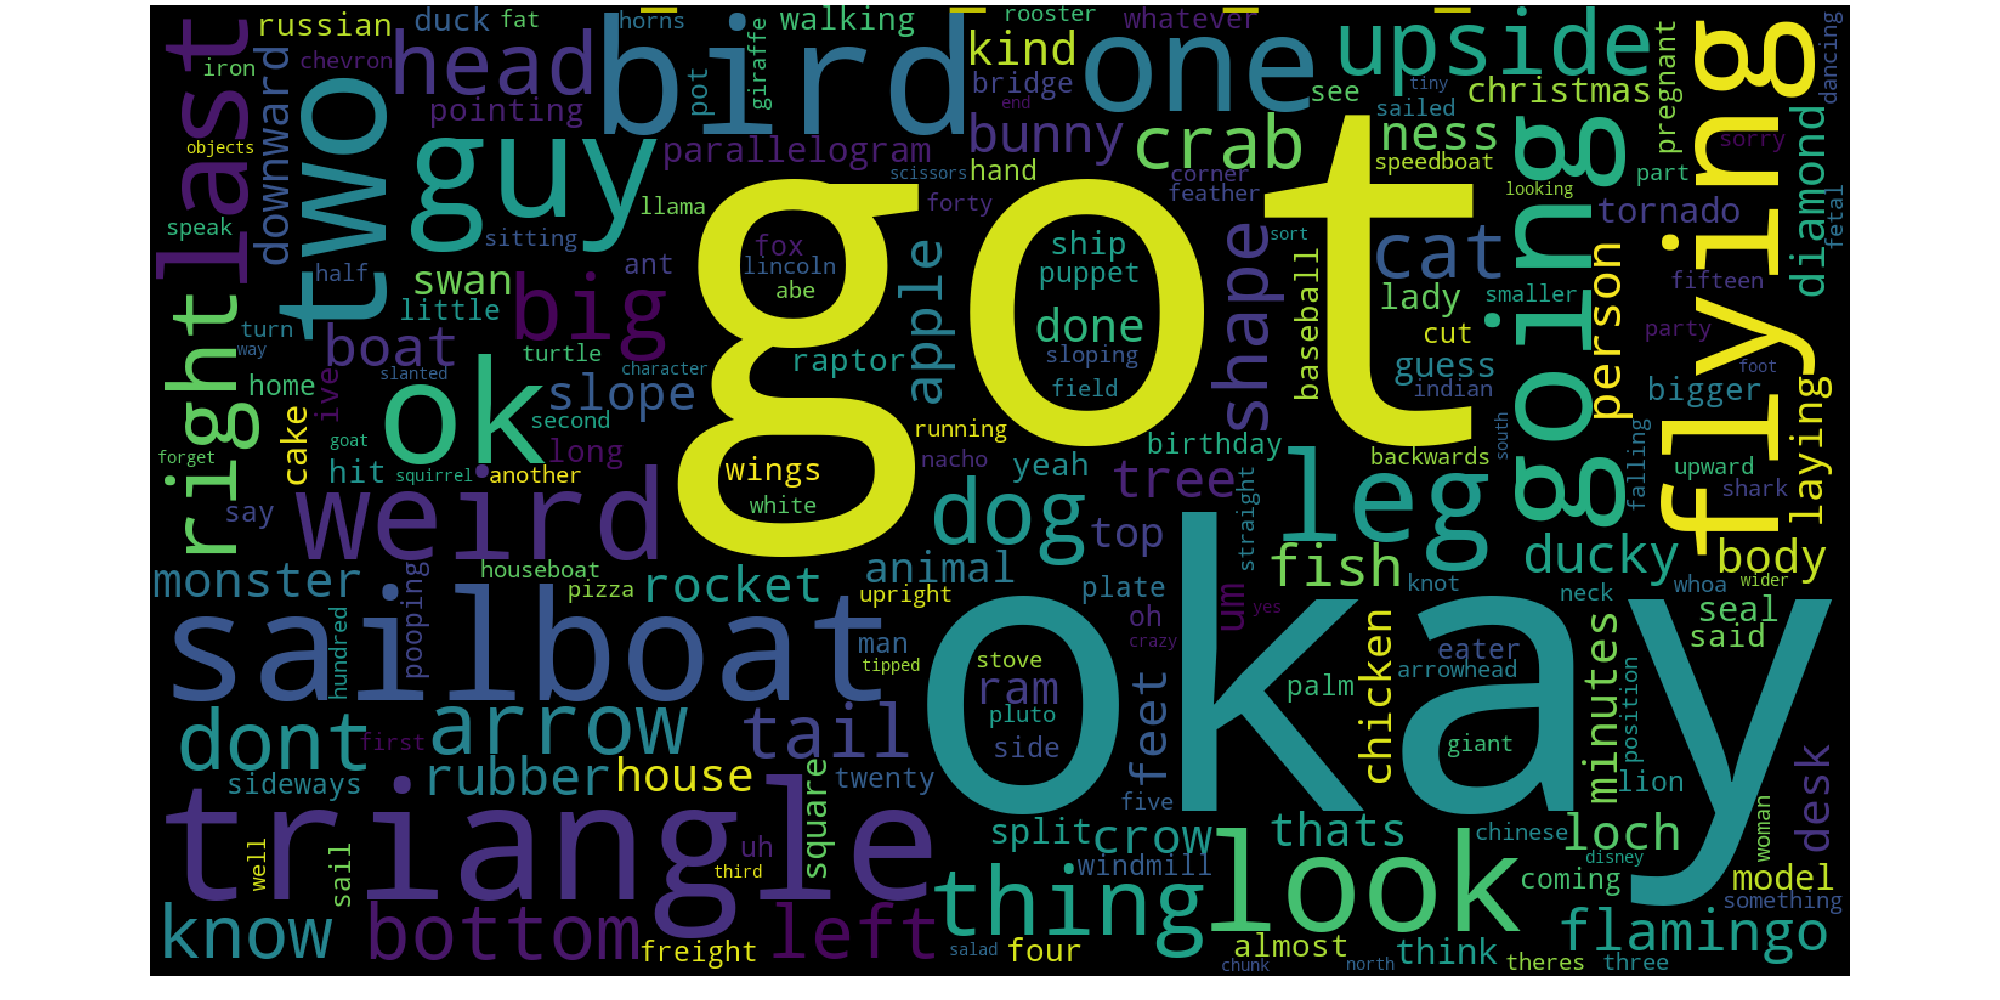 russian
duck
fat
horns
walking
rooster
whatever
kind
one
upside
flying
dancing
last
iron
chevron
head
bird
pot
giraffe
bridge
end
see
tiny
sailed
christmas
pregnant
two
downward
pointing
guy
parallelogram
bunny
crab
ness
going
sorry
diamond
objects
scissors
hand
corner
feather
speedboat
looking
part
speak
llama
forty
got
shape
sort
cat
person
tornado
fetal
sitting
fox
ship
half
swan
ant
lincoln
abe
apple
puppet
baseball
lady
smaller
fifteen
right
little
big
done
cut
party
turn
way
boat
turtle
raptor
sloping
guess
foot
home
ive
slanted
character
ok
slope
field
indian
bigger
laying
cake
second
running
birthday
south
goat
long
forget
hit
squirrel
another
weird
wings
nacho
yeah
tree
leg
backwards
falling
upward
shark
say
white
dog
top
straight
monster
pooping
houseboat
rocket
animal
fish
ducky
body
pizza
upright
plate
um
yes
knot
neck
whoa
wider
sailboat
hundred
man
tipped
oh
crazy
okay
chicken
eater
arrowhead
minutes
position
seal
said
stove
ram
palm
pluto
dont
first
arrow
tail
side
feet
giant
lion
desk
sideways
rubber
house
square
twenty
five
triangle
split
crow
thats
chinese
loch
woman
well
sail
uh
third
windmill
disney
coming
model
something
know
bottom
freight
left
thing
look
salad
four
almost
chunk
north
think
theres
three
flamingo